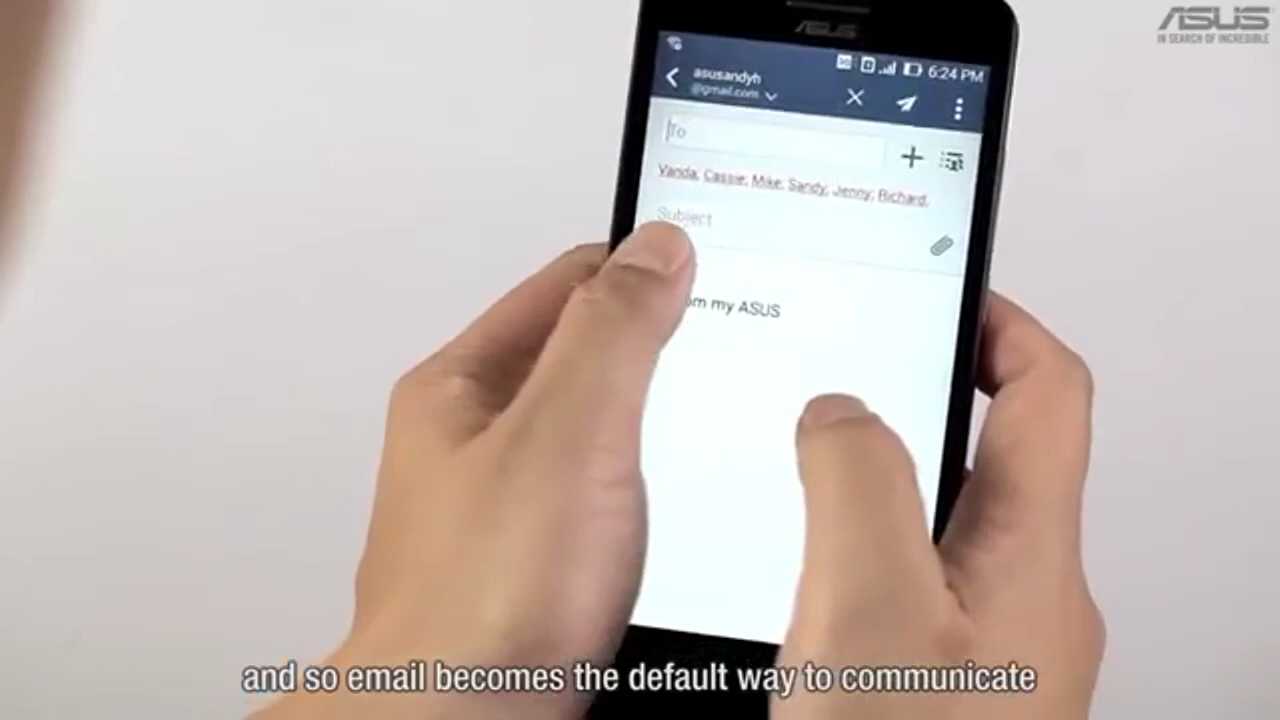 ASUS
IN SEARCH OF INCREDIBLE
ASUS
6:24 PM
asusandyh
@gmail.com
To
Vanda, Cassie, Mike, Sandy, Jenny, Richard,
Subject
om my ASUS
and so email becomes the default way to communicate